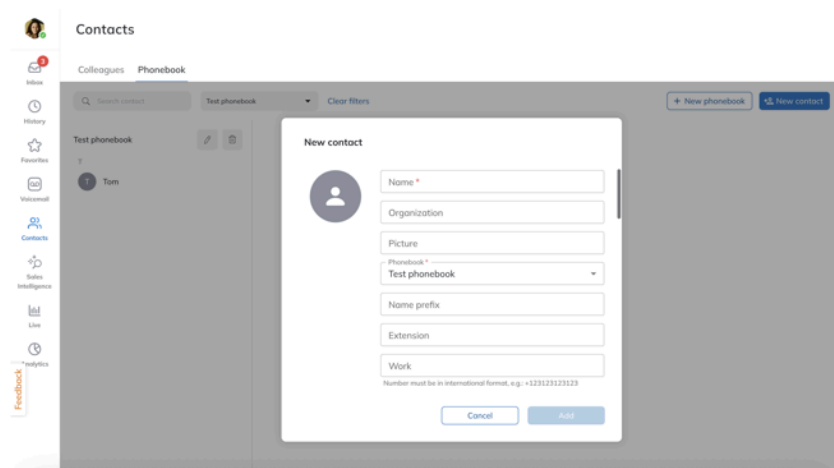 Contacts
Colleagues Phonebook
3
Inbox
History
Favorites
Voicemail
Contacts
Sales
Intelligence
Live
Analytics
Feedback
Search contact
Test phonebook
Clear filters
+ New phonebook
New contact
Test phonebook
T
T Tom
New contact
Name *
Organization
Picture
Phonebook *
Test phonebook
Name prefix
Extension
Work
Number must be in international format, e.g.: +123123123123
Cancel
Add